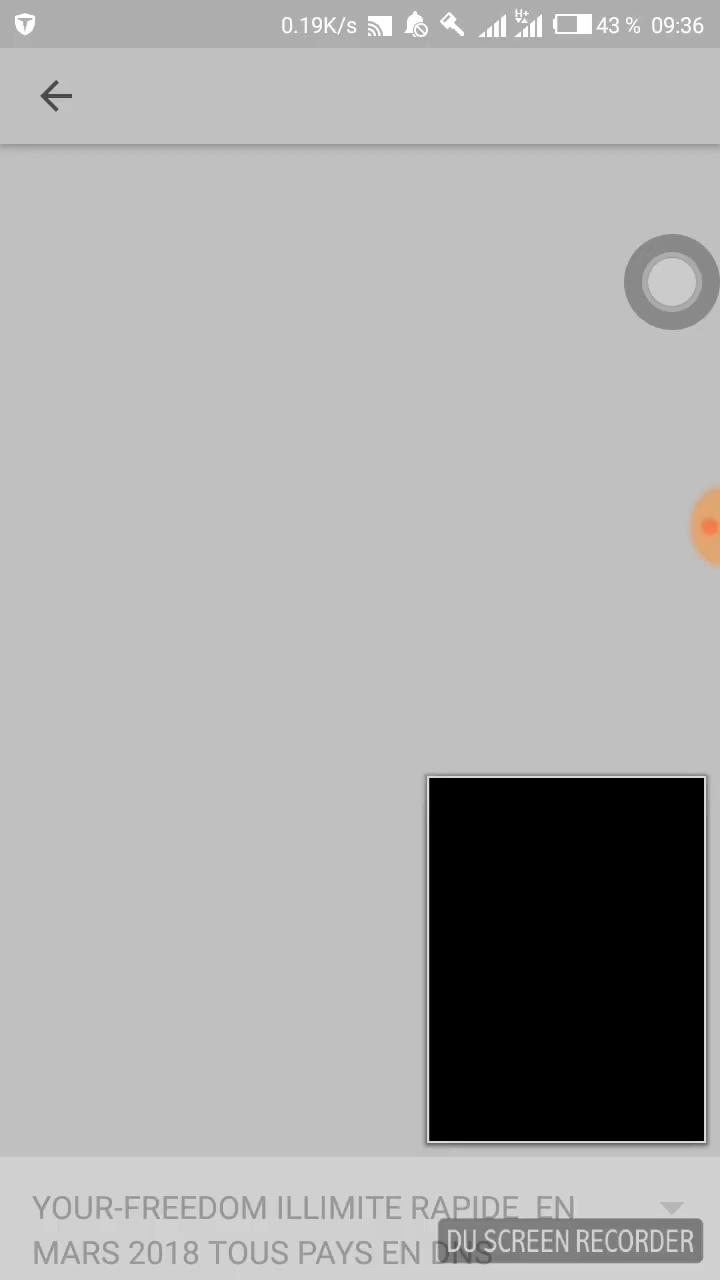 0.19K/s H+ 43 % 09:36
YOUR-FREEDOM ILLIMITE RAPIDE EN
MARS 2018 TOUS PAYS EN DNS
DU SCREEN RECORDER